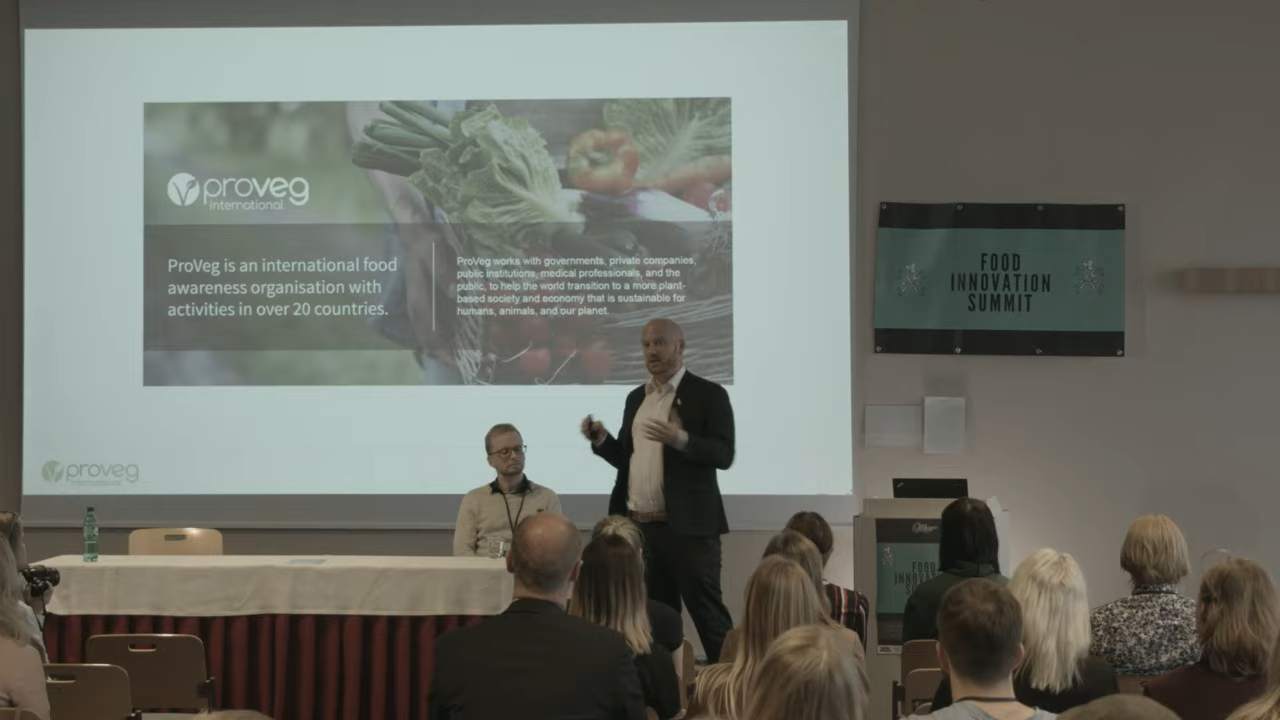 proveg
international
ProVeg is an international food
awareness organisation with
activities in over 20 countries.
ProVeg works with governments, private companies,
public institutions, medical professionals, and the
public, to help the world transition to a more plant-
based society and economy that is sustainable for
humans, animals, and our planet.
proveg
international
FOOD
INNOVATION
SUMMIT
FOOD